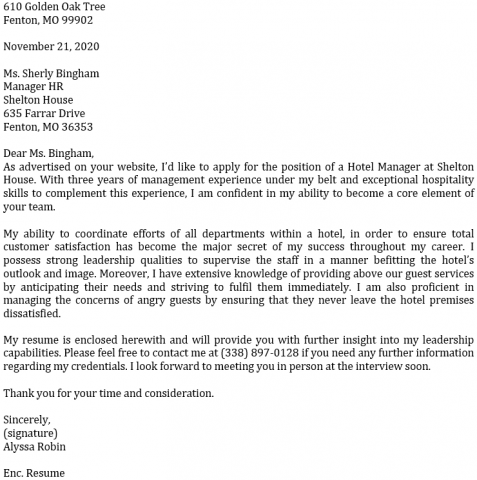 610 Golden Oak Tree
Fenton, MO 99902
November 21, 2020
Ms. Sherly Bingham
Manager HR
Shelton House
635 Farrar Drive
Fenton, MO 36353
Dear Ms. Bingham,
As advertised on your website, I'd like to apply for the position of a Hotel Manager at Shelton
House. With three years of management experience under my belt and exceptional hospitality
skills to complement this experience, I am confident in my ability to become a core element of
your team.
My ability to coordinate efforts of all departments within a hotel, in order to ensure total
customer satisfaction has become the major secret of my success throughout my career. I
possess strong leadership qualities to supervise the staff in a manner befitting the hotel's
outlook and image. Moreover, I have extensive knowledge of providing above our guest services
by anticipating their needs and striving to fulfil them immediately. I am also proficient in
managing the concerns of angry guests by ensuring that they never leave the hotel premises
dissatisfied.
My resume is enclosed herewith and will provide you with further insight into my leadership
capabilities. Please feel free to contact me at (338) 897-0128 if you need any further information
regarding my credentials. I look forward to meeting you in person at the interview soon.
Thank you for your time and consideration.
Sincerely,
(signature)
Alyssa Robin
Enc. Resume